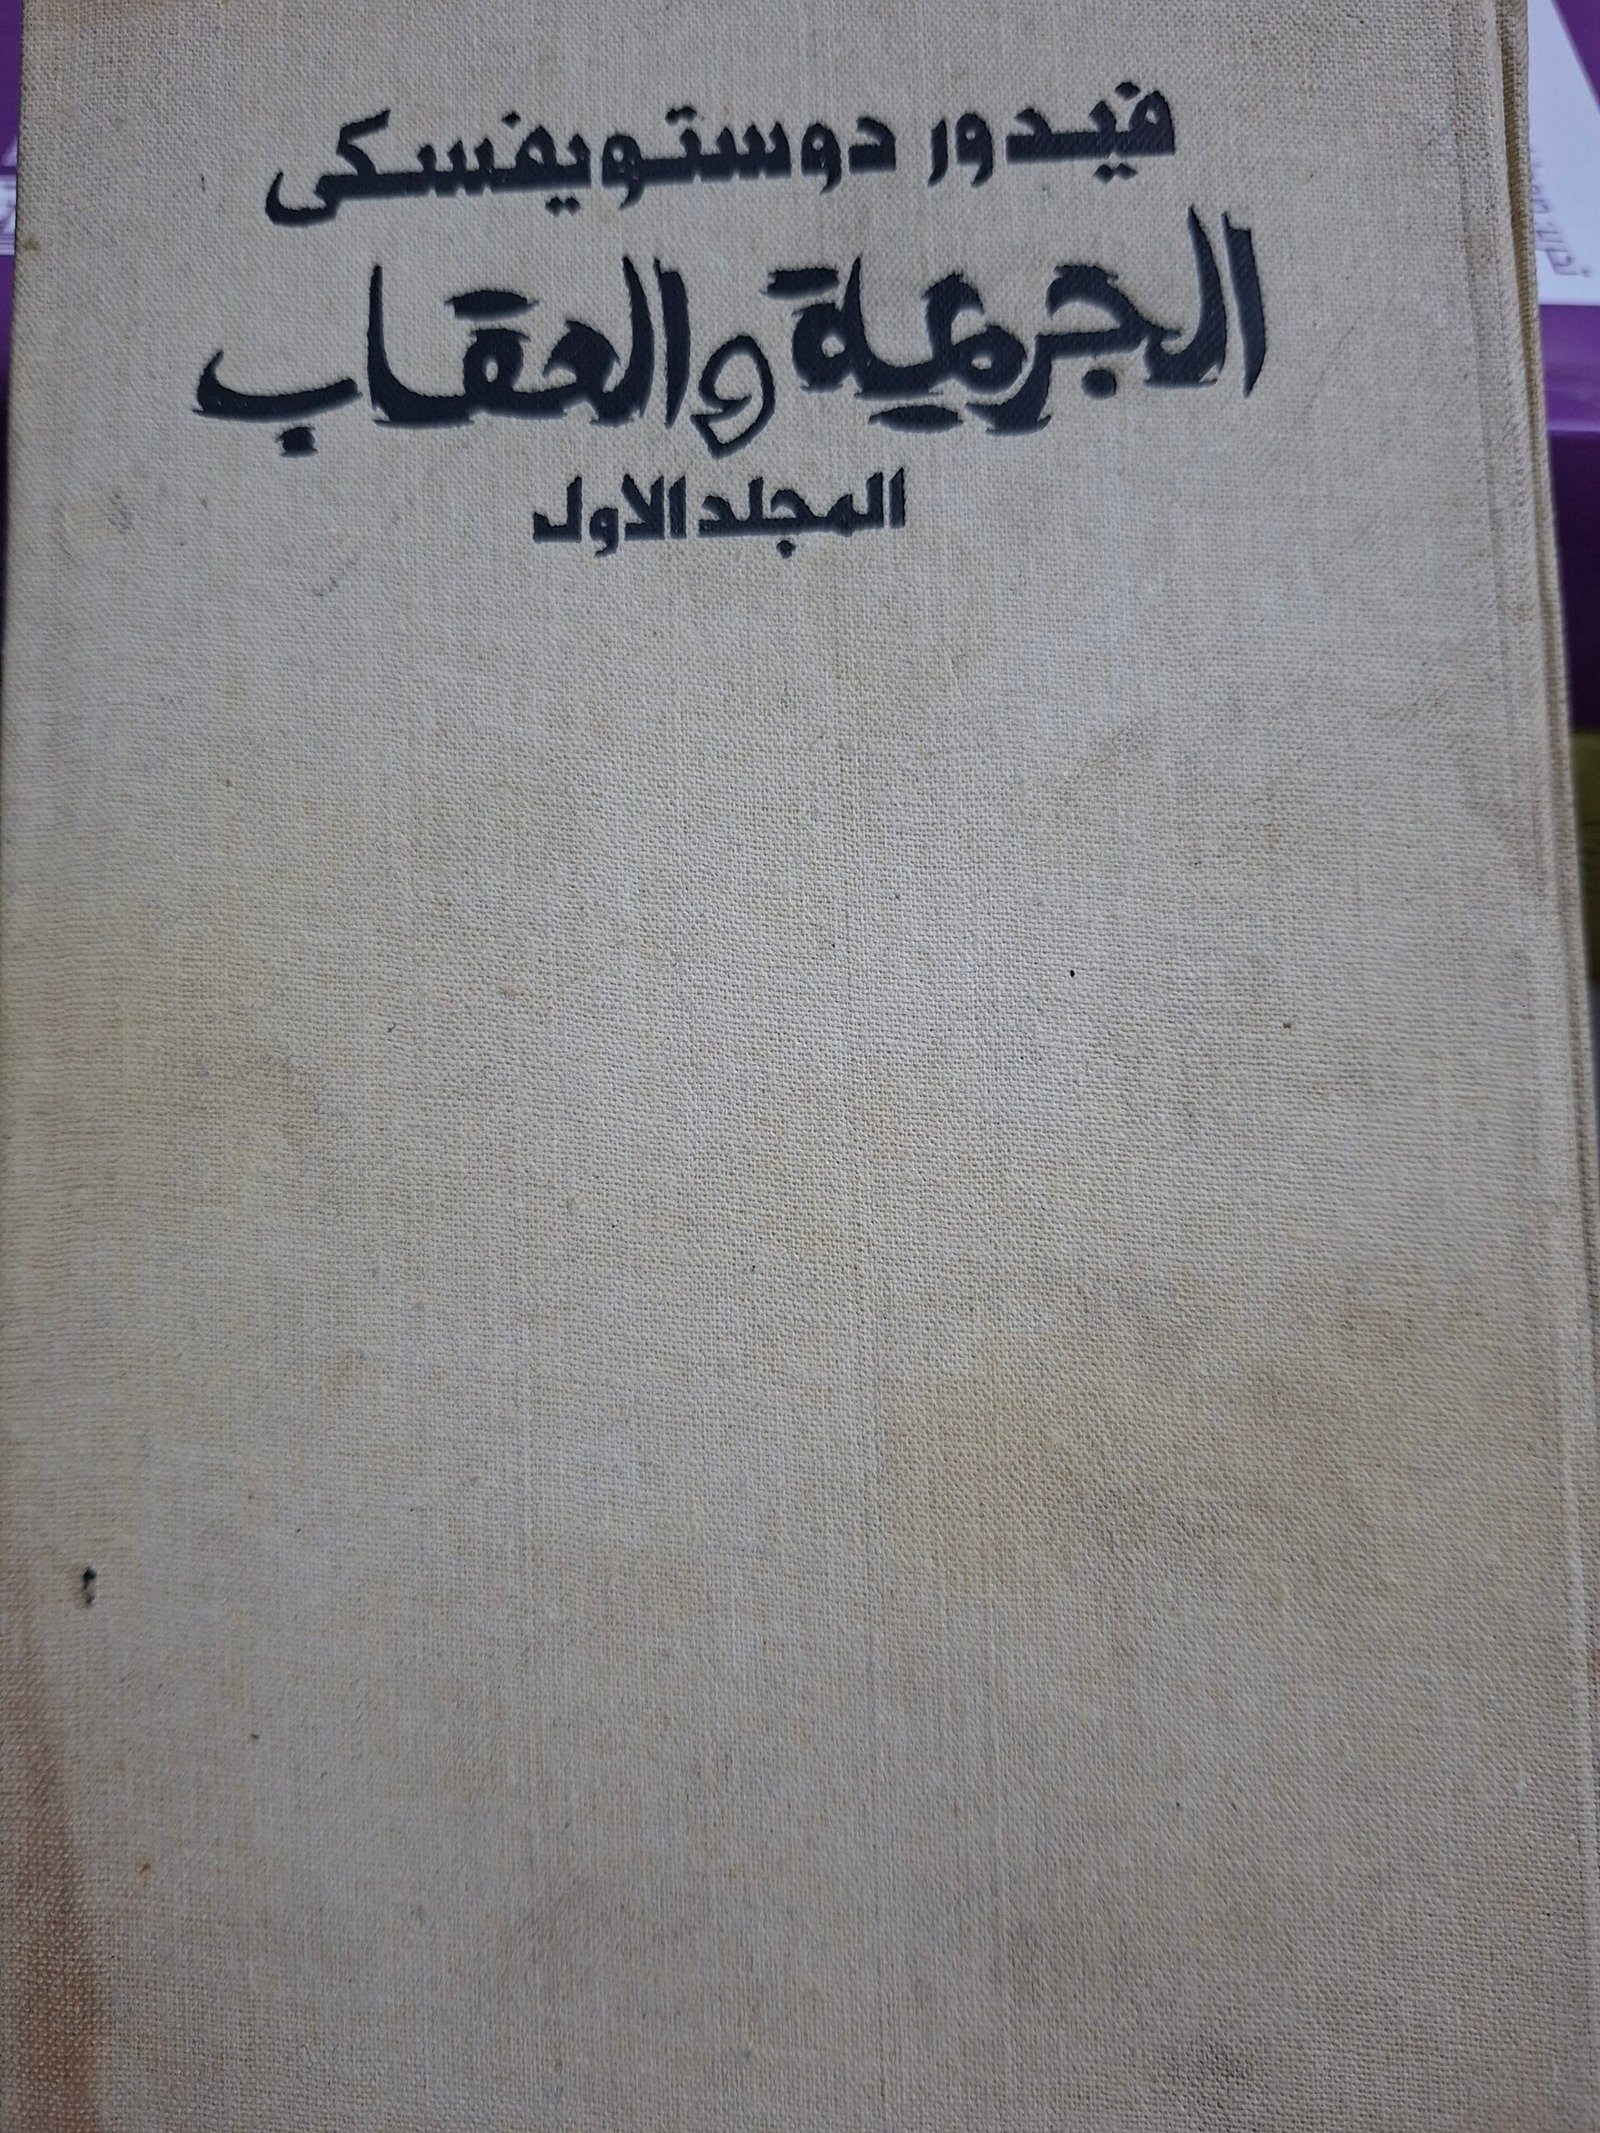 فيدور دوستويفسكى
الجريمة والعقاب
المجلد الاول